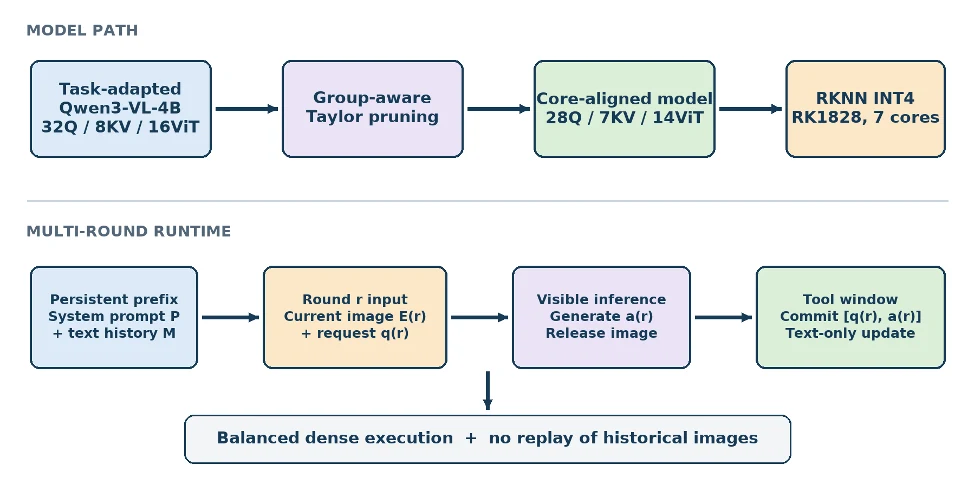 MODEL PATH
Task-adapted
Qwen3-VL-4B
32Q / 8KV / 16ViT
Group-aware
Taylor pruning
Core-aligned model
28Q / 7KV / 14ViT
RKNN INT4
RK1828, 7 cores
MULTI-ROUND RUNTIME
Persistent prefix
System prompt P
+ text history M
Round r input
Current image E(r)
+ request q(r)
Visible inference
Generate a(r)
Release image
Tool window
Commit [q(r), a(r)]
Text-only update
Balanced dense execution + no replay of historical images